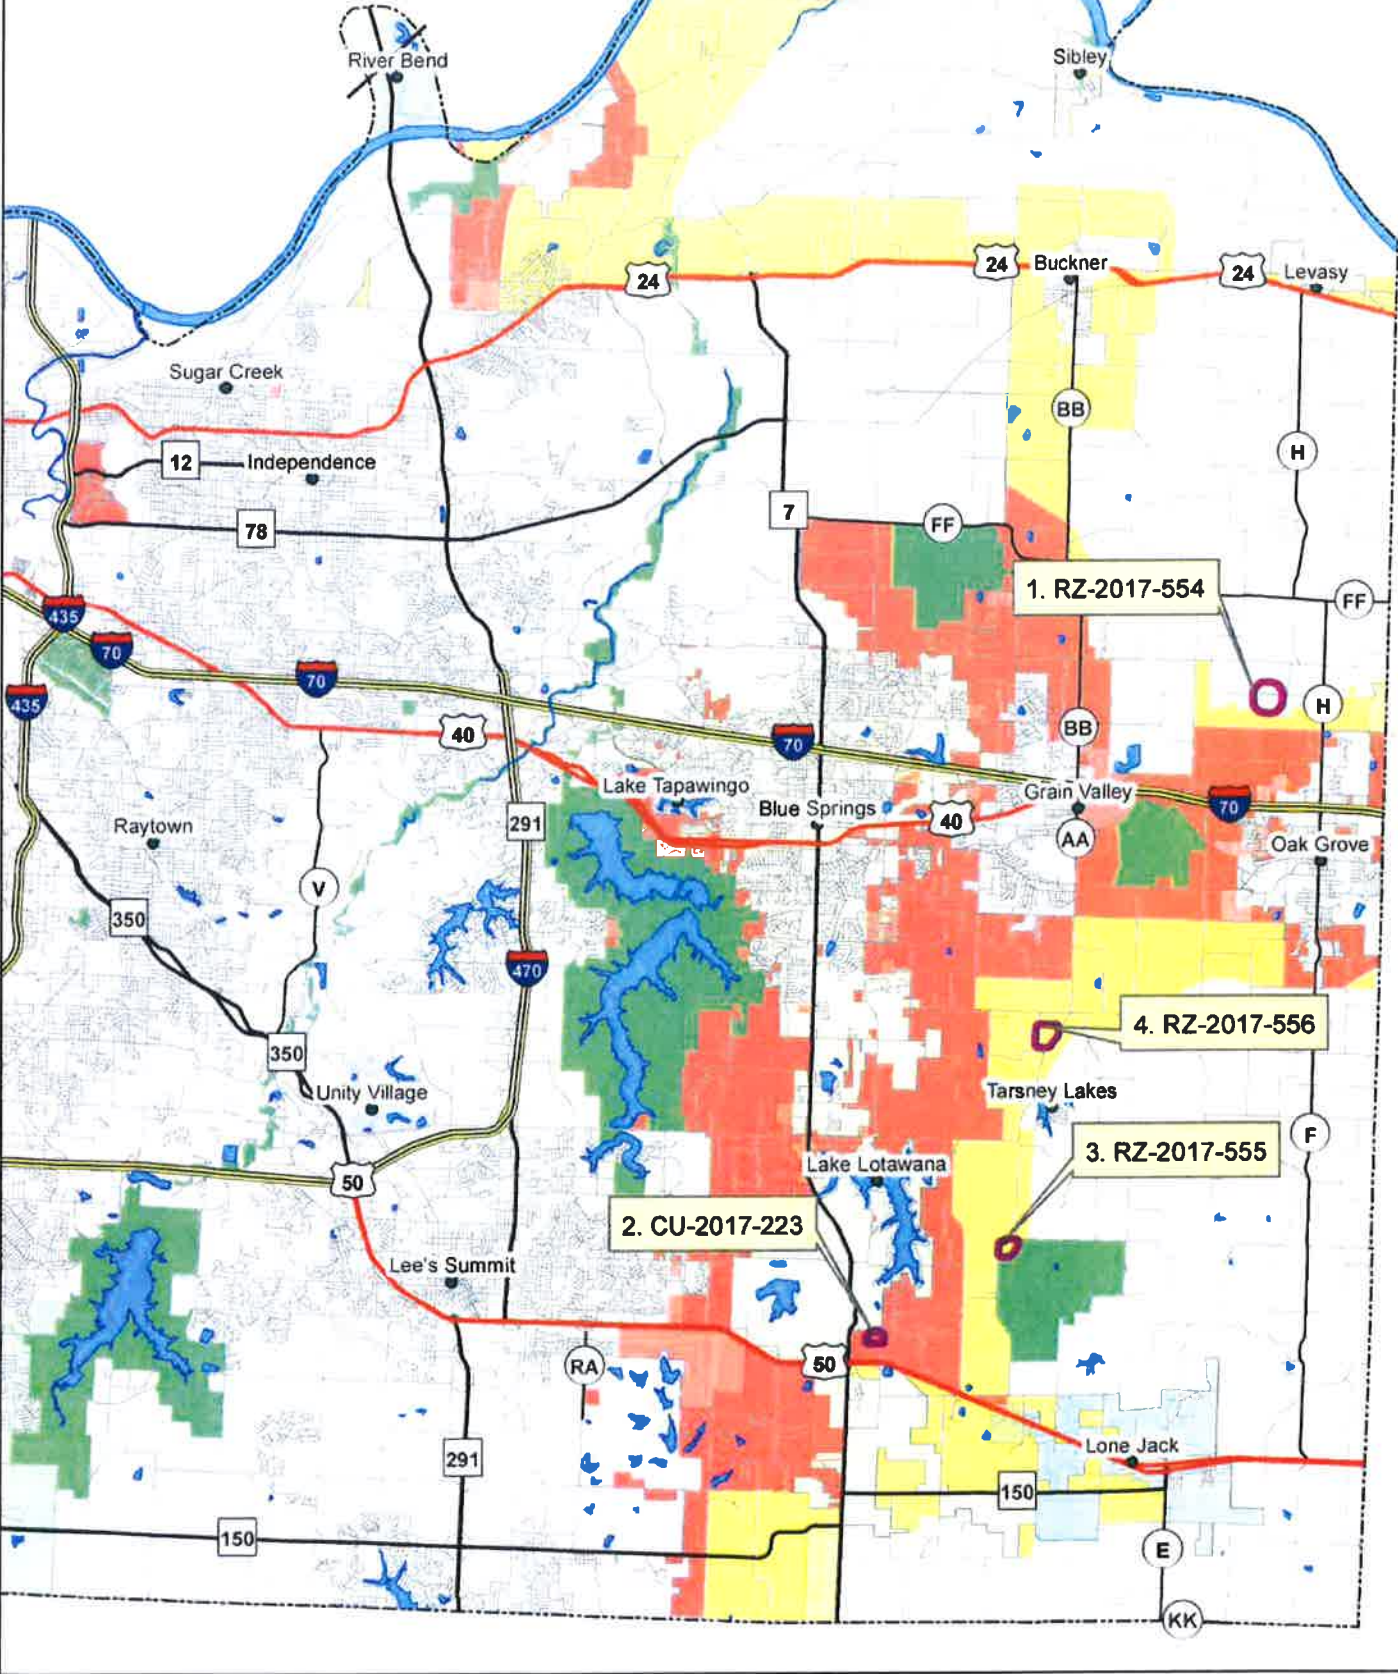 River Bend
Sibley
24
24
Buckner
24
Levasy
Sugar Creek
BB
12
Independence
H
78
7
FF
1. RZ-2017-554
FF
435
70
70
435
H
40
BB
70
Lake Tapawingo
Grain Valley
Blue Springs
40
70
291
Raytown
AA
Oak Grove
V
350
470
4. RZ-2017-556
350
Unity Village
Tarsney Lakes
F
3. RZ-2017-555
Lake Lotawana
50
2. CU-2017-223
Lee's Summit
50
RA
Lone Jack
291
150
150
E
KK